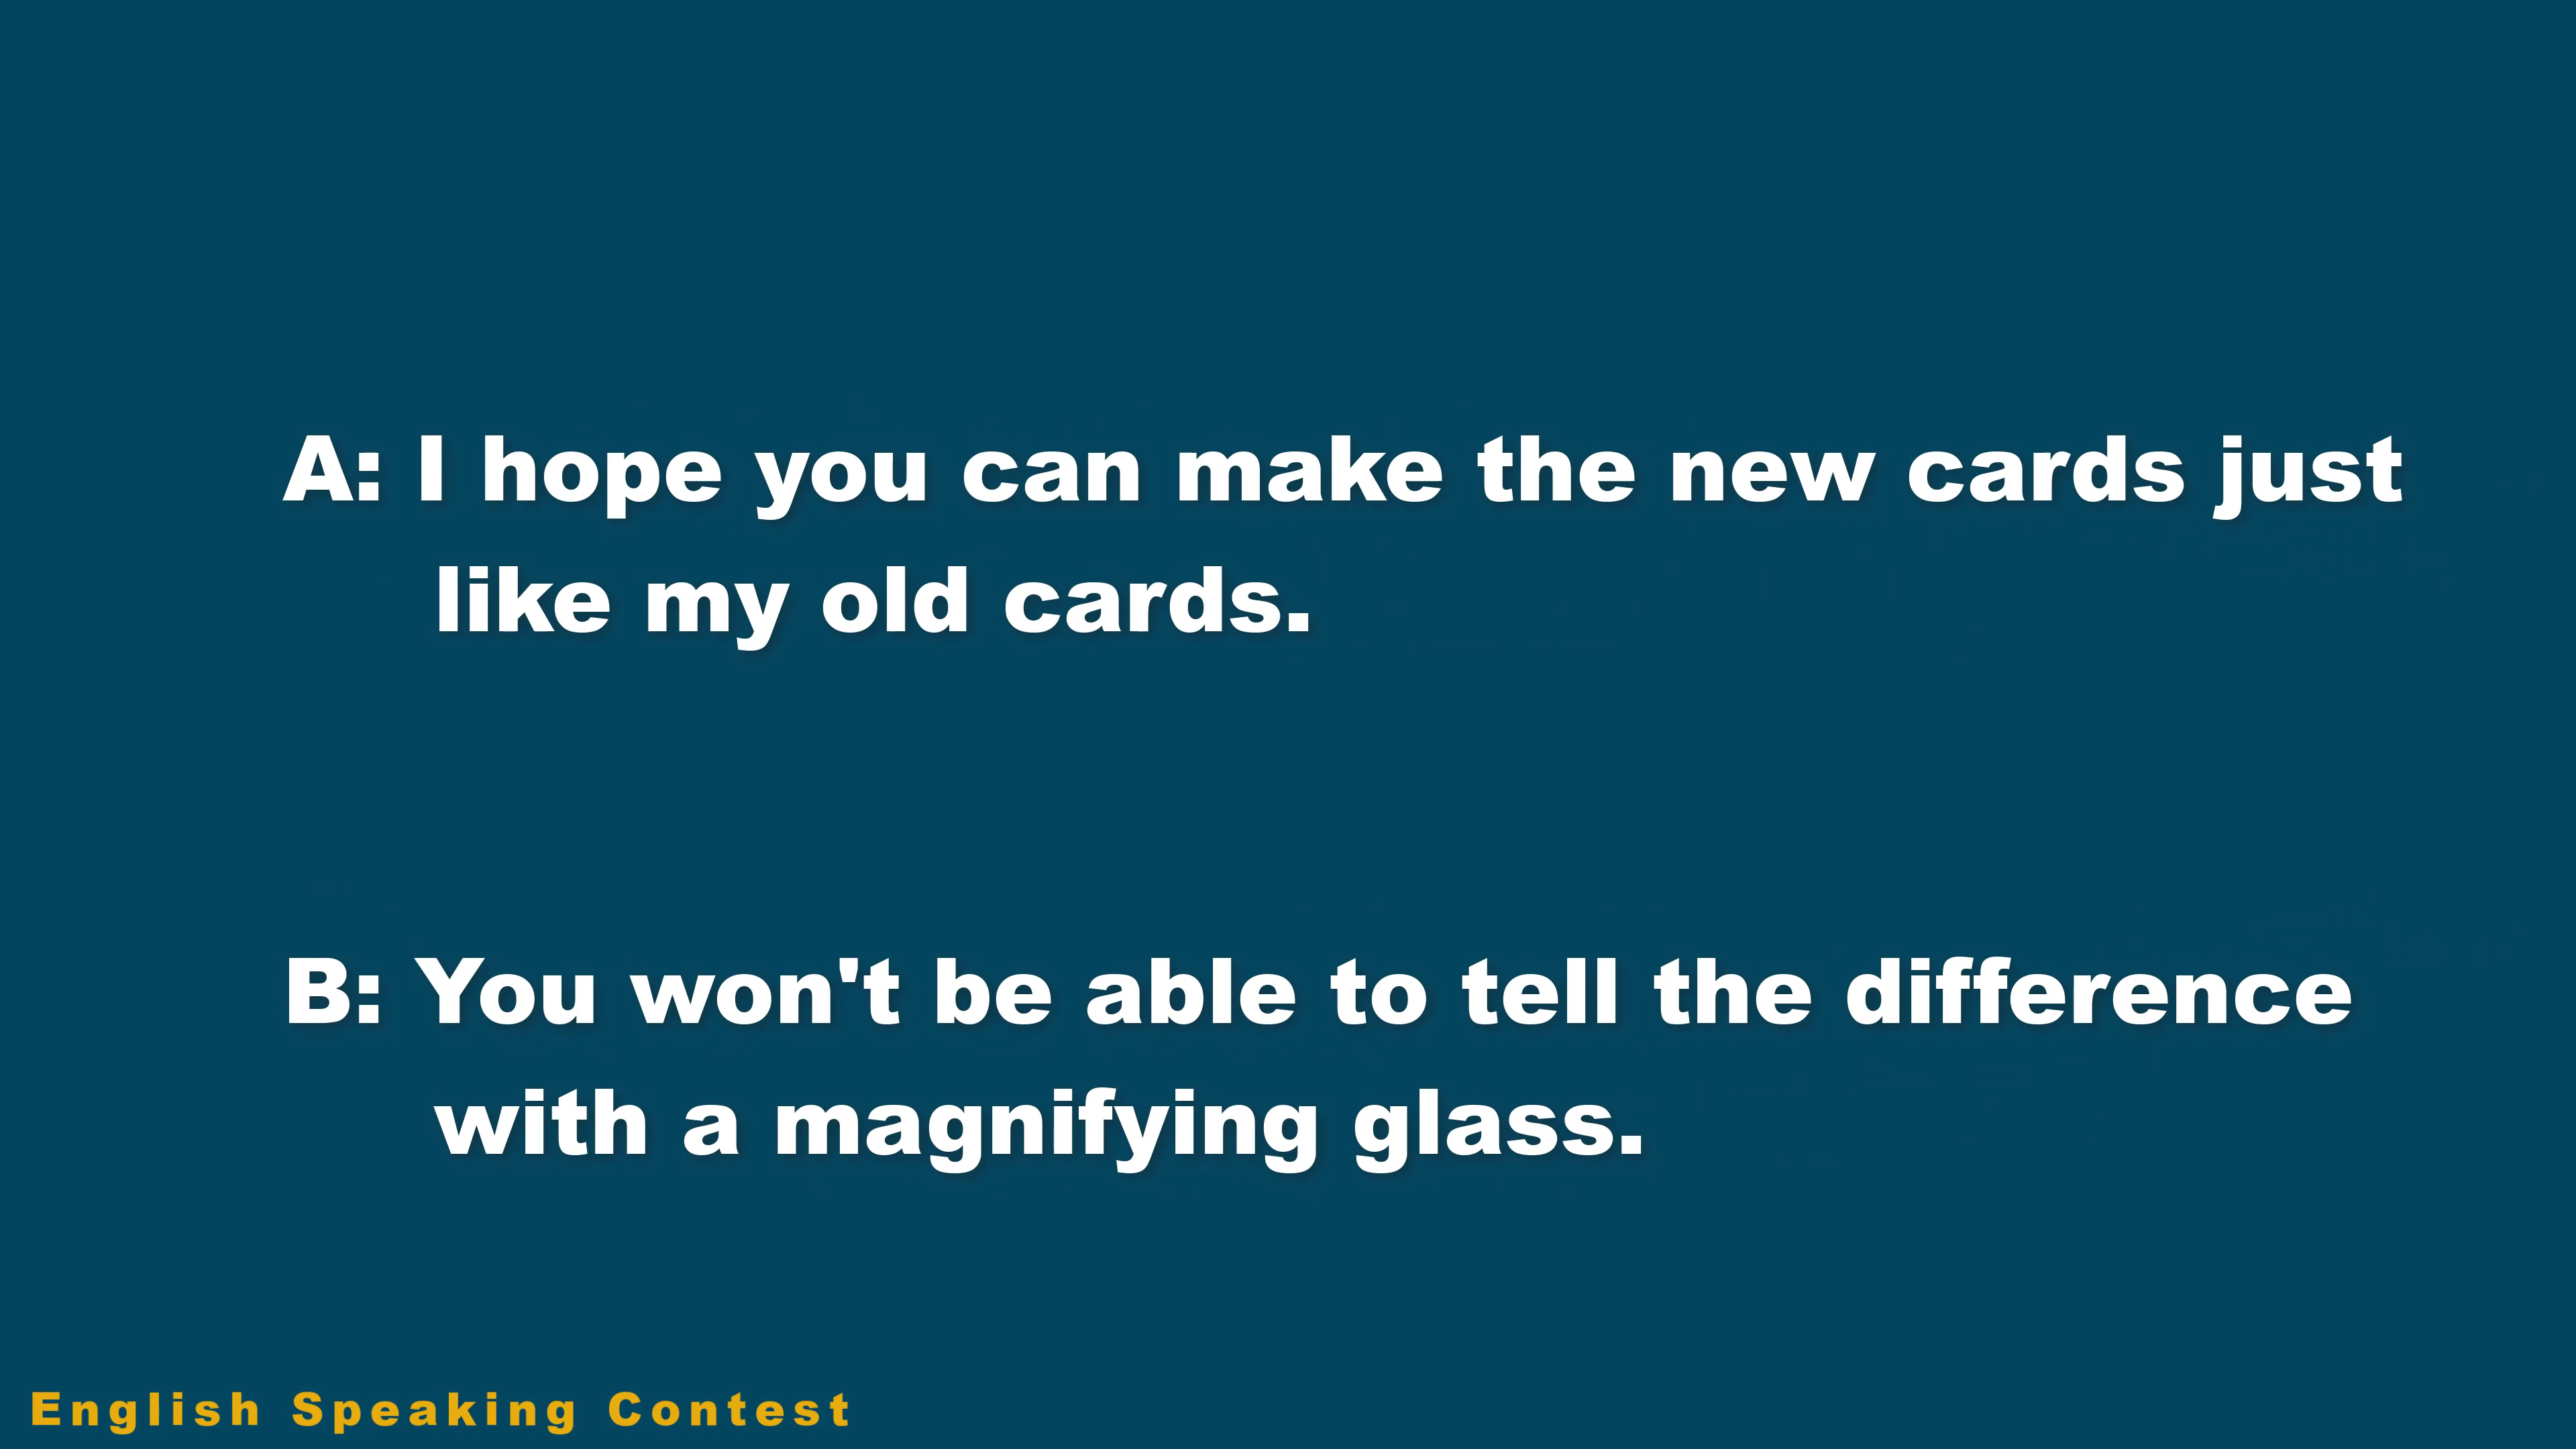 A: I hope you can make the new cards just
like my old cards.
B: You won't be able to tell the difference
with a magnifying glass.
English Speaking Contest